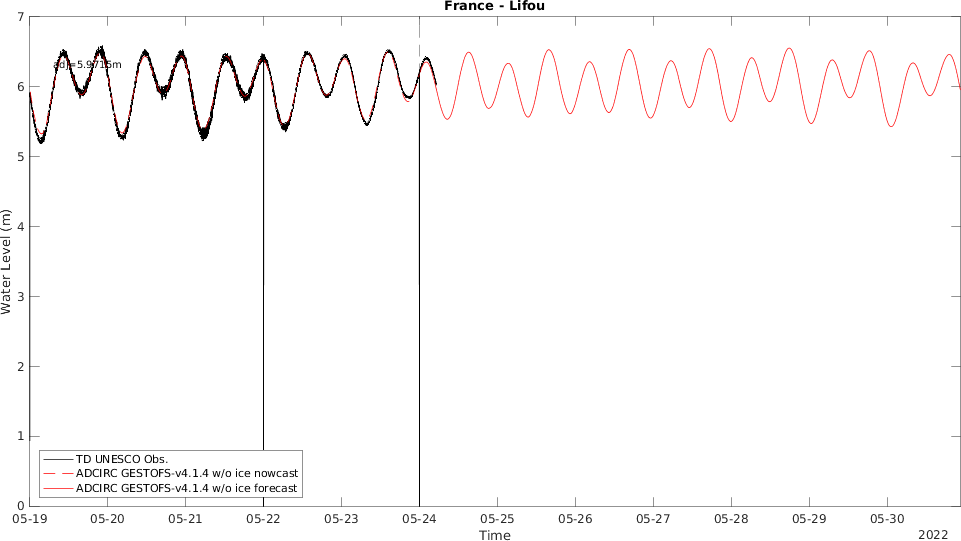 France - Lifou
7
6
5
4
3
2
1
0
Water Level (m)
adj=5.9715m
TD UNESCO Obs.
ADCIRC GESTOFS-v4.1.4 w/o ice nowcast
ADCIRC GESTOFS-v4.1.4 w/o ice forecast
05-19 05-20 05-21 05-22 05-23 05-24 05-25 05-26 05-27 05-28 05-29 05-30
Time
2022